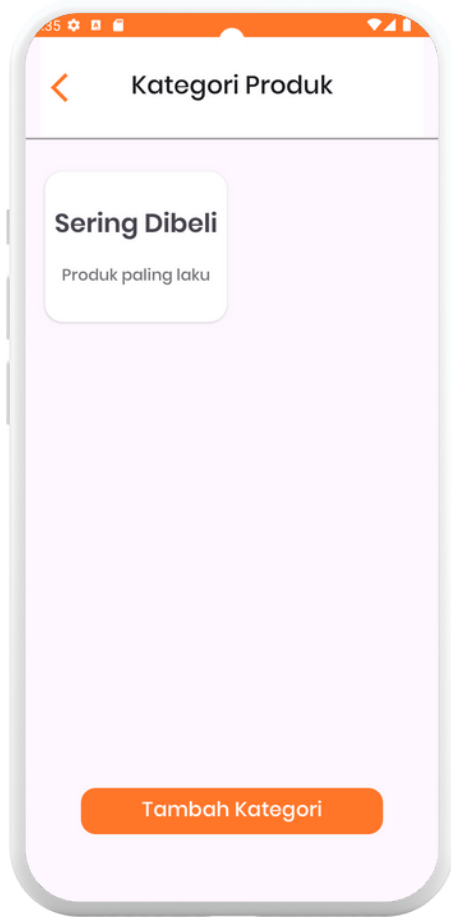 :35
Kategori Produk
Sering Dibeli
Produk paling laku
Tambah Kategori